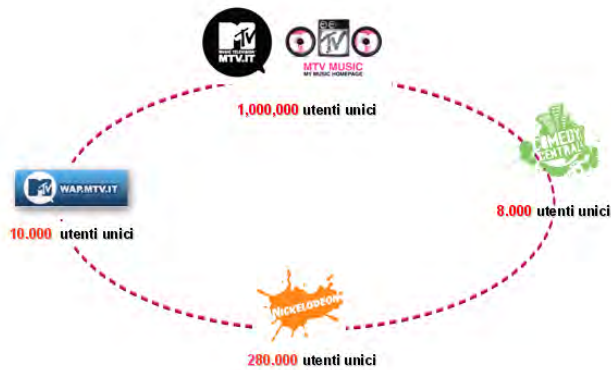 MUSIC TELEVISION
MTV.IT
MTV MUSIC
MY MUSIC HOMEPAGE
1,000,000 utenti unici
COMEDY
CENTRAL
WAP.MTV.IT
8.000 utenti unici
10.000 utenti unici
NICKELODEON
280.000 utenti unici